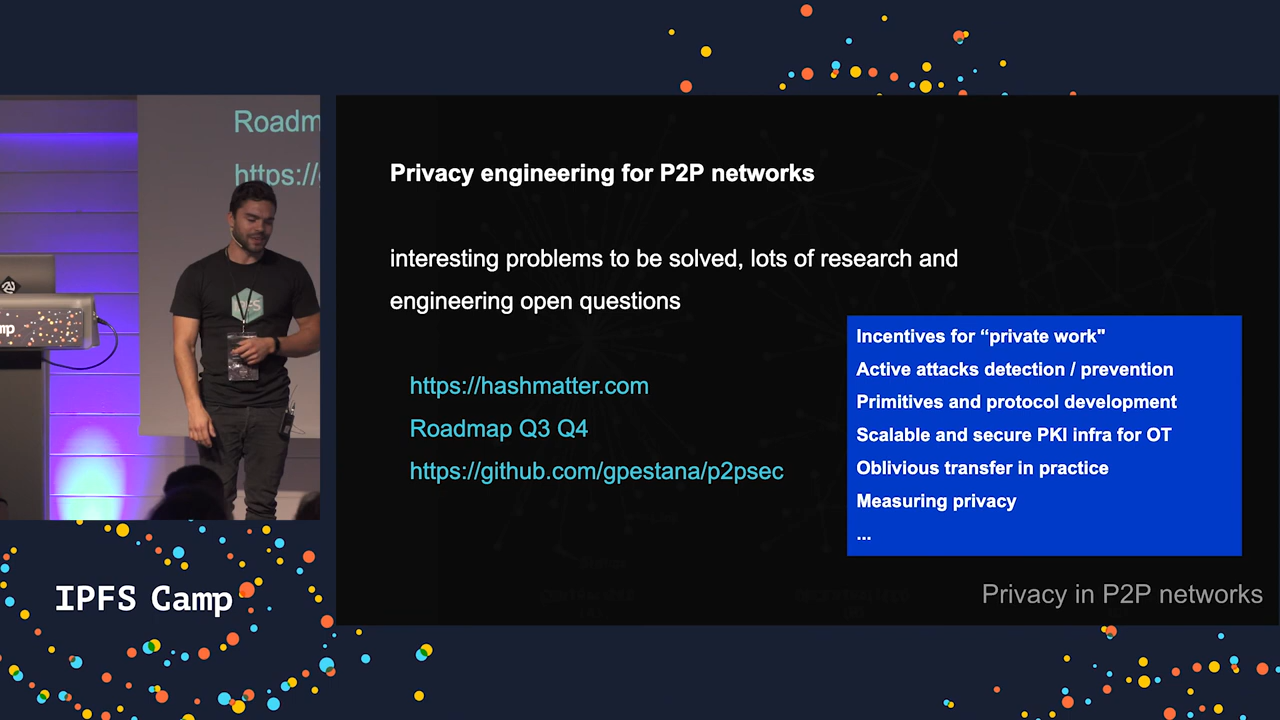 Roadm
https://
IPFS
mp
IPFS Camp
Privacy engineering for P2P networks
interesting problems to be solved, lots of research and
engineering open questions
https://hashmatter.com
Roadmap Q3 Q4
https://github.com/gpestana/p2psec
Incentives for “private work"
Active attacks detection / prevention
Primitives and protocol development
Scalable and secure PKI infra for OT
Oblivious transfer in practice
Measuring privacy
...
Privacy in P2P networks